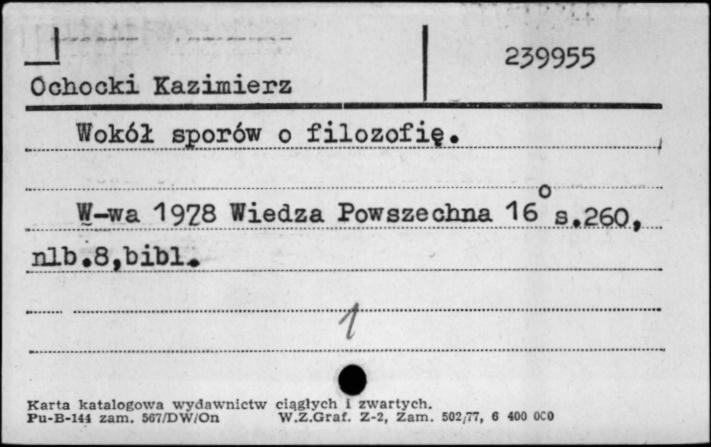 239955
Ochocki Kazimierz
Wokół sporów o filozofię.
W-wa 1978 Wiedza Powszechna 16° s.260,
nlb.8,bibl.
1
Karta katalogowa wydawnictw ciągłych i zwartych.
Pu-B-144 zam. 567/DW/On W.Z.Graf. Z-2, Zam. 502/77, 6 400 000